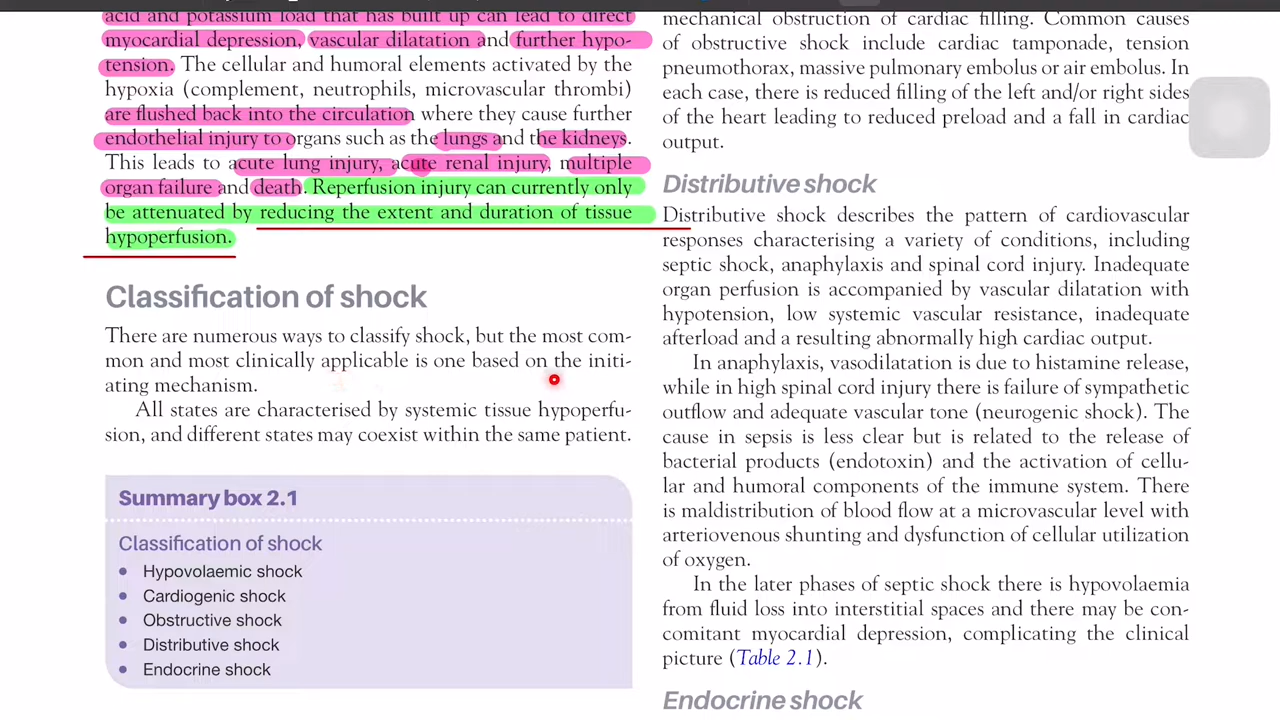 acid and potassium load that has built up can lead to direct
myocardial depression, vascular dilatation and further hypo-
tension. The cellular and humoral elements activated by the
hypoxia (complement, neutrophils, microvascular thrombi)
are flushed back into the circulation where they cause further
endothelial injury to organs such as the lungs and the kidneys.
This leads to acute lung injury, acute renal injury, multiple
organ failure and death. Reperfusion injury can currently only
be attenuated by reducing the extent and duration of tissue
hypoperfusion.
Classification of shock
There are numerous ways to classify shock, but the most com-
mon and most clinically applicable is one based on the initi-
ating mechanism.
All states are characterised by systemic tissue hypoperfu-
sion, and different states may coexist within the same patient.
Summary box 2.1
Classification of shock
• Hypovolaemic shock
• Cardiogenic shock
• Obstructive shock
• Distributive shock
• Endocrine shock
mechanical obstruction of cardiac filling. Common causes
of obstructive shock include cardiac tamponade, tension
pneumothorax, massive pulmonary embolus or air embolus. In
each case, there is reduced filling of the left and/or right sides
of the heart leading to reduced preload and a fall in cardiac
output.
Distributive shock
Distributive shock describes the pattern of cardiovascular
responses characterising a variety of conditions, including
septic shock, anaphylaxis and spinal cord injury. Inadequate
organ perfusion is accompanied by vascular dilatation with
hypotension, low systemic vascular resistance, inadequate
afterload and a resulting abnormally high cardiac output.
In anaphylaxis, vasodilatation is due to histamine release,
while in high spinal cord injury there is failure of sympathetic
outflow and adequate vascular tone (neurogenic shock). The
cause in sepsis is less clear but is related to the release of
bacterial products (endotoxin) and the activation of cellu-
lar and humoral components of the immune system. There
is maldistribution of blood flow at a microvascular level with
arteriovenous shunting and dysfunction of cellular utilization
of oxygen.
In the later phases of septic shock there is hypovolaemia
from fluid loss into interstitial spaces and there may be con-
comitant myocardial depression, complicating the clinical
picture (Table 2.1).
Endocrine shock